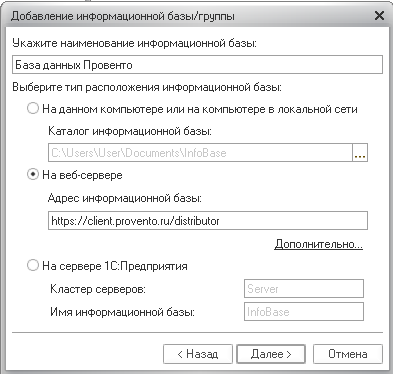 Добавление информационной базы/группы
Укажите наименование информационной базы:
База данных Провенто
Выберите тип расположения информационной базы:
На данном компьютере или на компьютере в локальной сети
Каталог информационной базы:
C:\Users\User\Documents\InfoBase
...
На веб-сервере
Адрес информационной базы:
https://client.provento.ru/distributor
Дополнительно...
На сервере 1С:Предприятия
Кластер серверов:
Server
Имя информационной базы:
InfoBase
< Назад
Далее >
Отмена